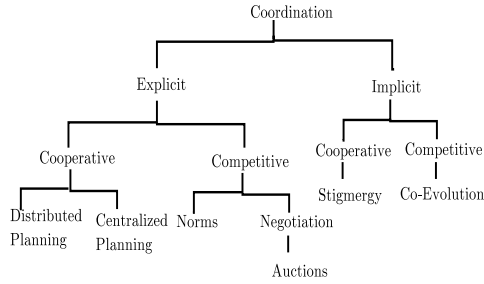 Coordination
Explicit
Implicit
Cooperative
Competitive
Cooperative
Competitive
Distributed
Planning
Centralized
Planning
Norms
Negotiation
Stigmergy
Co-Evolution
Auctions